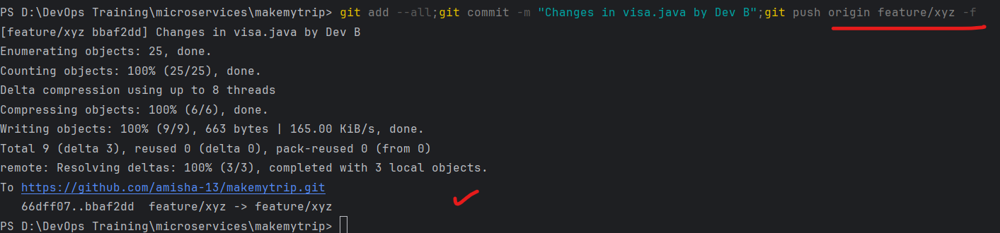 PS D:\DevOps Training\microservices\makemytrip> git add --all;git commit -m "Changes in visa.java by Dev B";git push origin feature/xyz -f
[feature/xyz bbaf2dd] Changes in visa.java by Dev B
Enumerating objects: 25, done.
Counting objects: 100% (25/25), done.
Delta compression using up to 8 threads
Compressing objects: 100% (6/6), done.
Writing objects: 100% (9/9), 663 bytes | 165.00 KiB/s, done.
Total 9 (delta 3), reused 0 (delta 0), pack-reused 0 (from 0)
remote: Resolving deltas: 100% (3/3), completed with 3 local objects.
To https://github.com/amisha-13/makemytrip.git
   66dff07..bbaf2dd  feature/xyz -> feature/xyz
PS D:\DevOps Training\microservices\makemytrip>